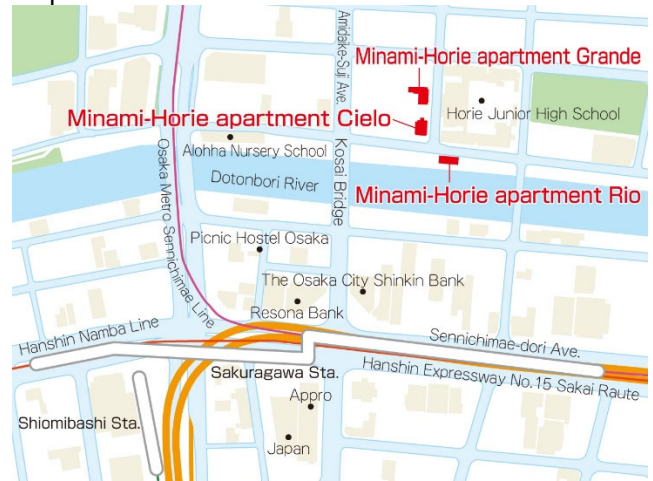 Amidake-Suji Ave.
Minami-Horie apartment Grande
Horie Junior High School
Minami-Horie apartment Cielo
Alohha Nursery School
Kosai Bridge
Dotonbori River
Minami-Horie apartment Rio
Osaka Metro Sennichimae Line
Picnic Hostel Osaka
The Osaka City Shinkin Bank
Resona Bank
Hanshin Namba Line
Sennichimae-dori Ave.
Sakuragawa Sta.
Hanshin Expressway No.15 Sakai Route
Appro
Shiomibashi Sta.
Japan